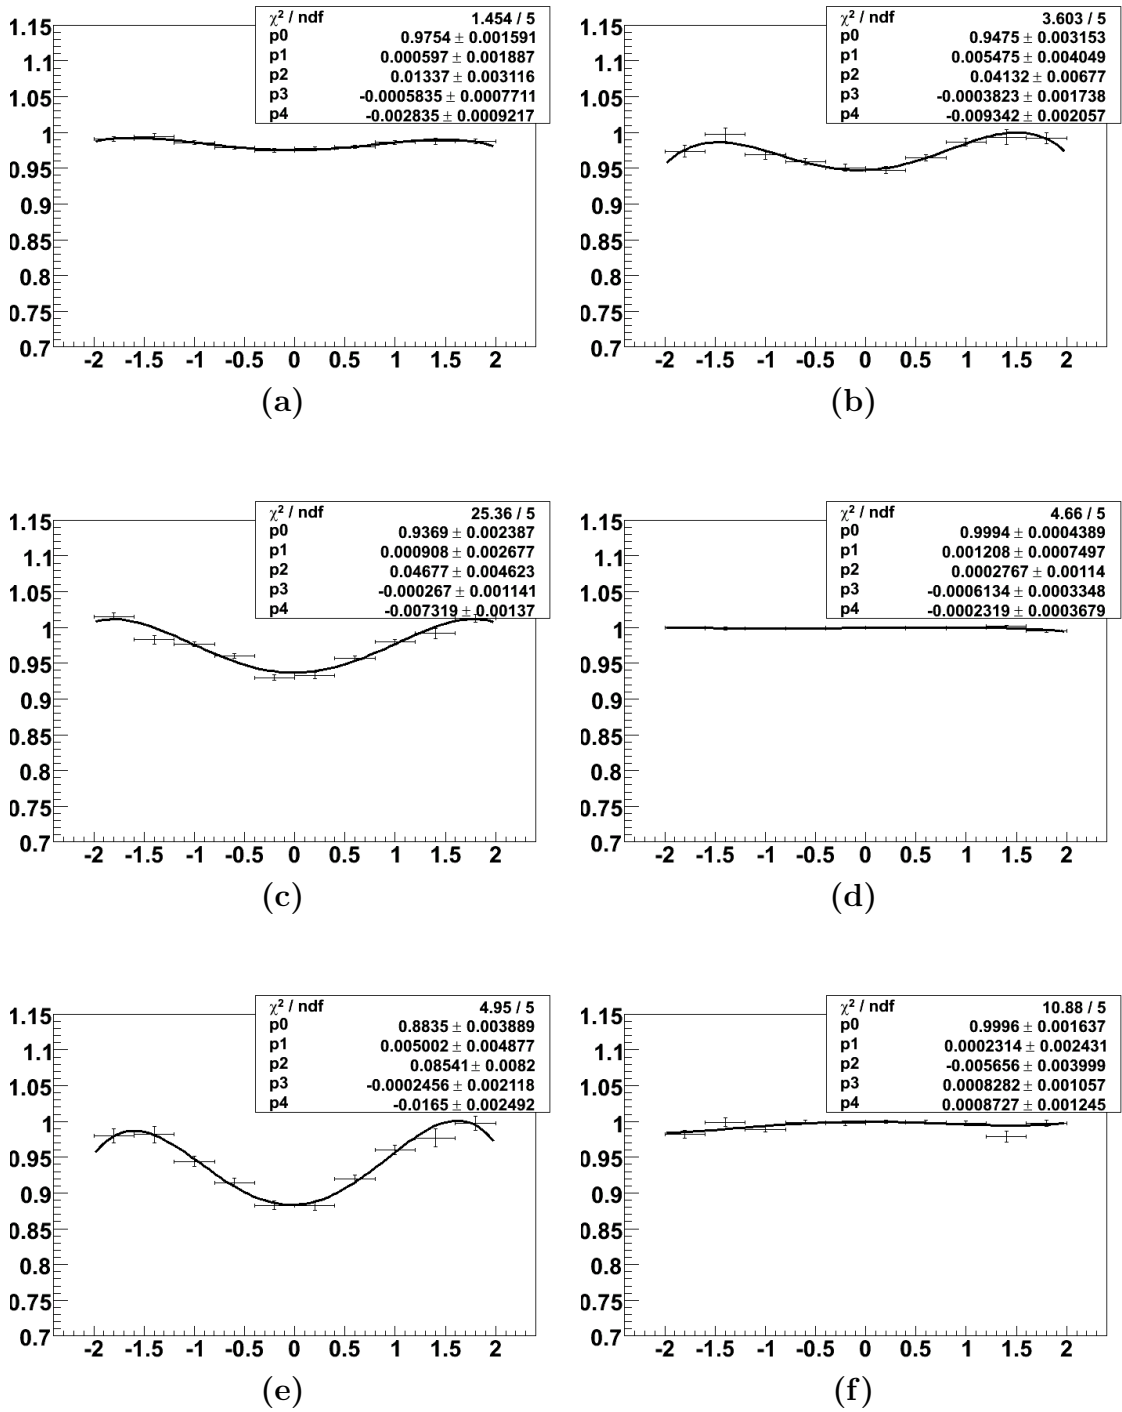 χ² / ndf 1.454 / 5
p0 0.9754 ± 0.001591
p1 0.000597 ± 0.001887
p2 0.01337 ± 0.003116
p3 -0.0005835 ± 0.0007711
p4 -0.002835 ± 0.0009217
1.15
1.1
1.05
1
0.95
0.9
0.85
0.8
0.75
0.7
-2 -1.5 -1 -0.5 0 0.5 1 1.5 2
(a)
χ² / ndf 3.603 / 5
p0 0.9475 ± 0.003153
p1 0.005475 ± 0.004049
p2 0.04132 ± 0.00677
p3 -0.0003823 ± 0.001738
p4 -0.009342 ± 0.002057
1.15
1.1
1.05
1
0.95
0.9
0.85
0.8
0.75
0.7
-2 -1.5 -1 -0.5 0 0.5 1 1.5 2
(b)
χ² / ndf 25.36 / 5
p0 0.9369 ± 0.002387
p1 0.000908 ± 0.002677
p2 0.04677 ± 0.004623
p3 -0.000267 ± 0.001141
p4 -0.007319 ± 0.00137
1.15
1.1
1.05
1
0.95
0.9
0.85
0.8
0.75
0.7
-2 -1.5 -1 -0.5 0 0.5 1 1.5 2
(c)
χ² / ndf 4.66 / 5
p0 0.9994 ± 0.0004389
p1 0.001208 ± 0.0007497
p2 0.0002767 ± 0.00114
p3 -0.0006134 ± 0.0003348
p4 -0.0002319 ± 0.0003679
1.15
1.1
1.05
1
0.95
0.9
0.85
0.8
0.75
0.7
-2 -1.5 -1 -0.5 0 0.5 1 1.5 2
(d)
χ² / ndf 4.95 / 5
p0 0.8835 ± 0.003889
p1 0.005002 ± 0.004877
p2 0.08541 ± 0.0082
p3 -0.0002456 ± 0.002118
p4 -0.0165 ± 0.002492
1.15
1.1
1.05
1
0.95
0.9
0.85
0.8
0.75
0.7
-2 -1.5 -1 -0.5 0 0.5 1 1.5 2
(e)
χ² / ndf 10.88 / 5
p0 0.9996 ± 0.001637
p1 0.0002314 ± 0.002431
p2 -0.005656 ± 0.003999
p3 0.0008282 ± 0.001057
p4 0.0008727 ± 0.001245
1.15
1.1
1.05
1
0.95
0.9
0.85
0.8
0.75
0.7
-2 -1.5 -1 -0.5 0 0.5 1 1.5 2
(f)